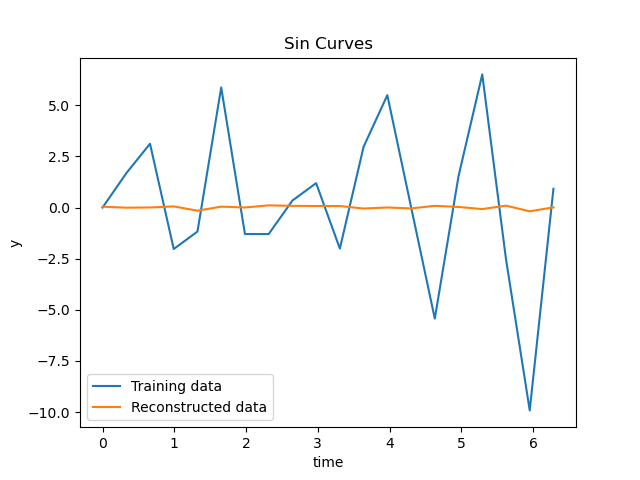 Sin Curves
y
5.0
2.5
0.0
−2.5
−5.0
−7.5
−10.0
Training data
Reconstructed data
0 1 2 3 4 5 6
time